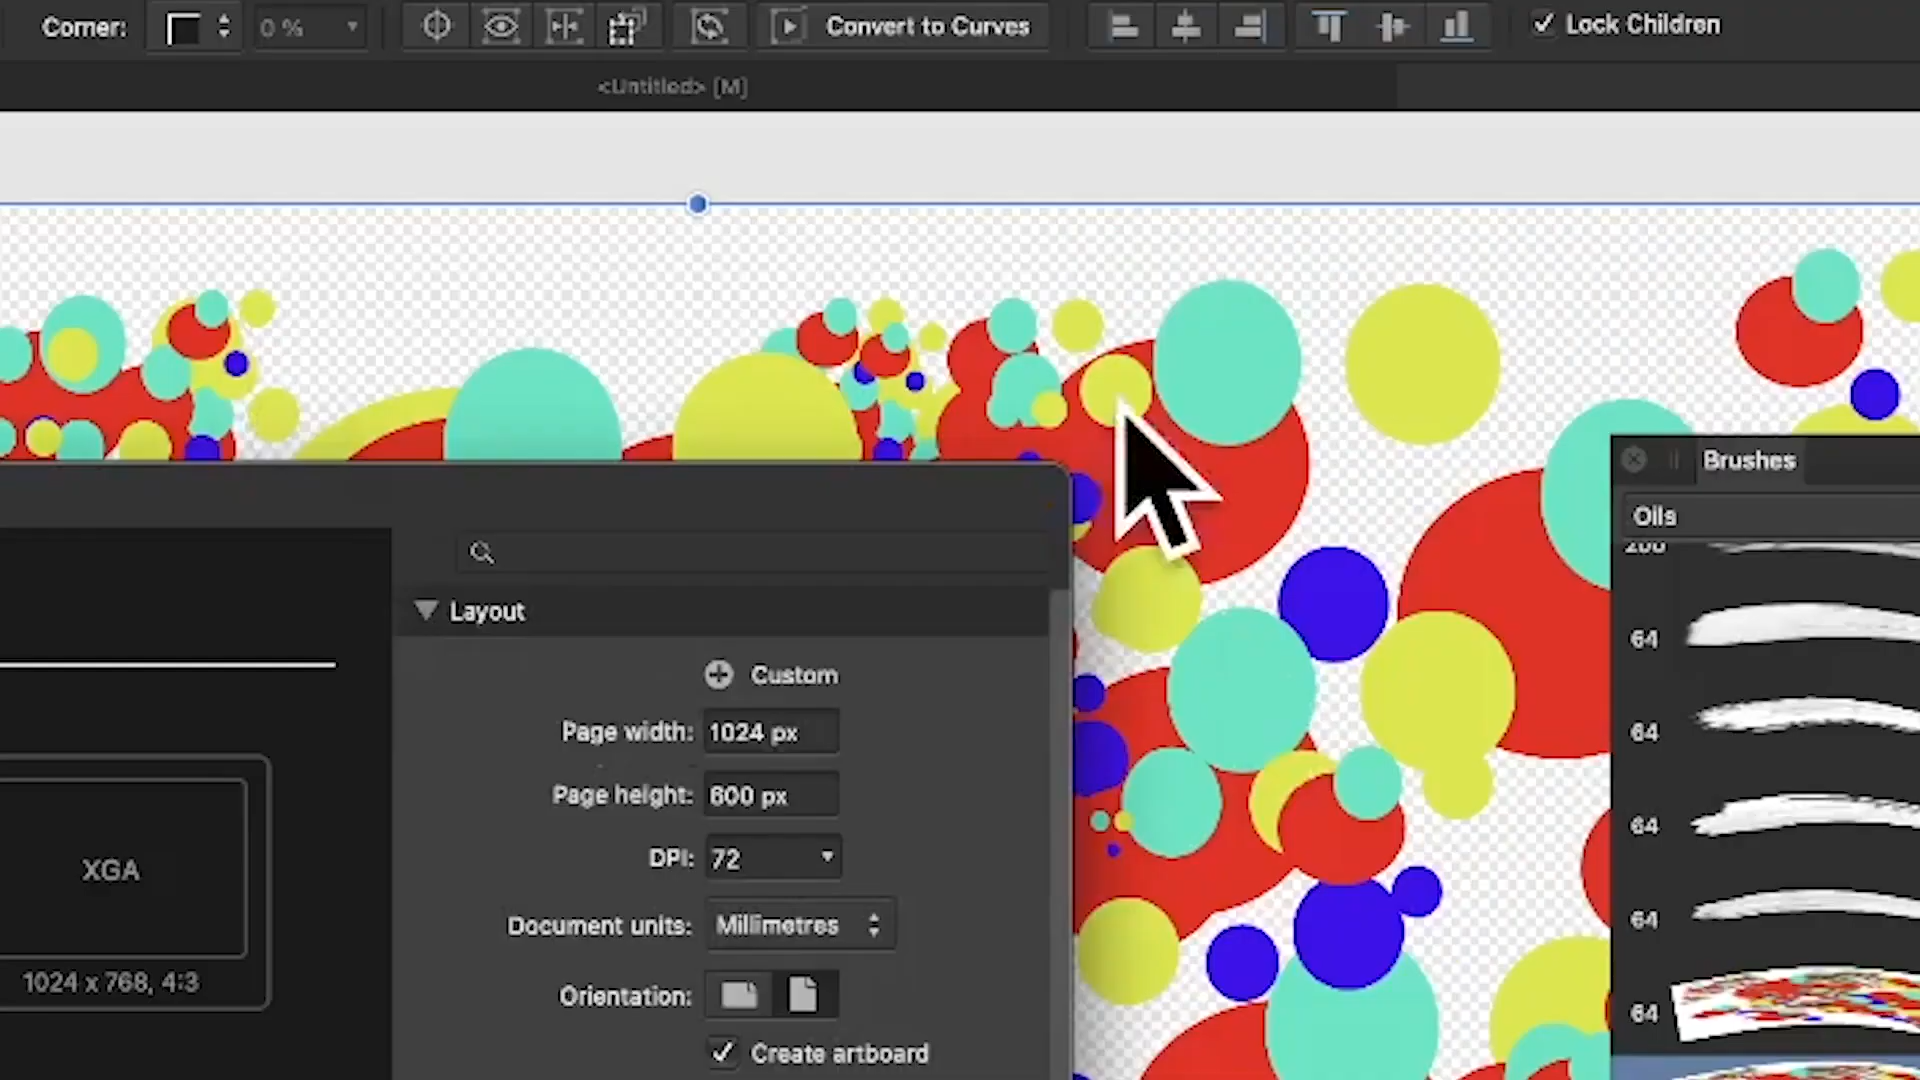 Corner:
0 %
Convert to Curves
Lock Children
<Untitled> [M]
Brushes
Oils
Layout
64
Custom
Page width: 1024 px
64
Page height: 600 px
64
DPI: 72
XGA
64
Document units: Millimetres
1024 x 768, 4:3
Orientation:
64
Create artboard